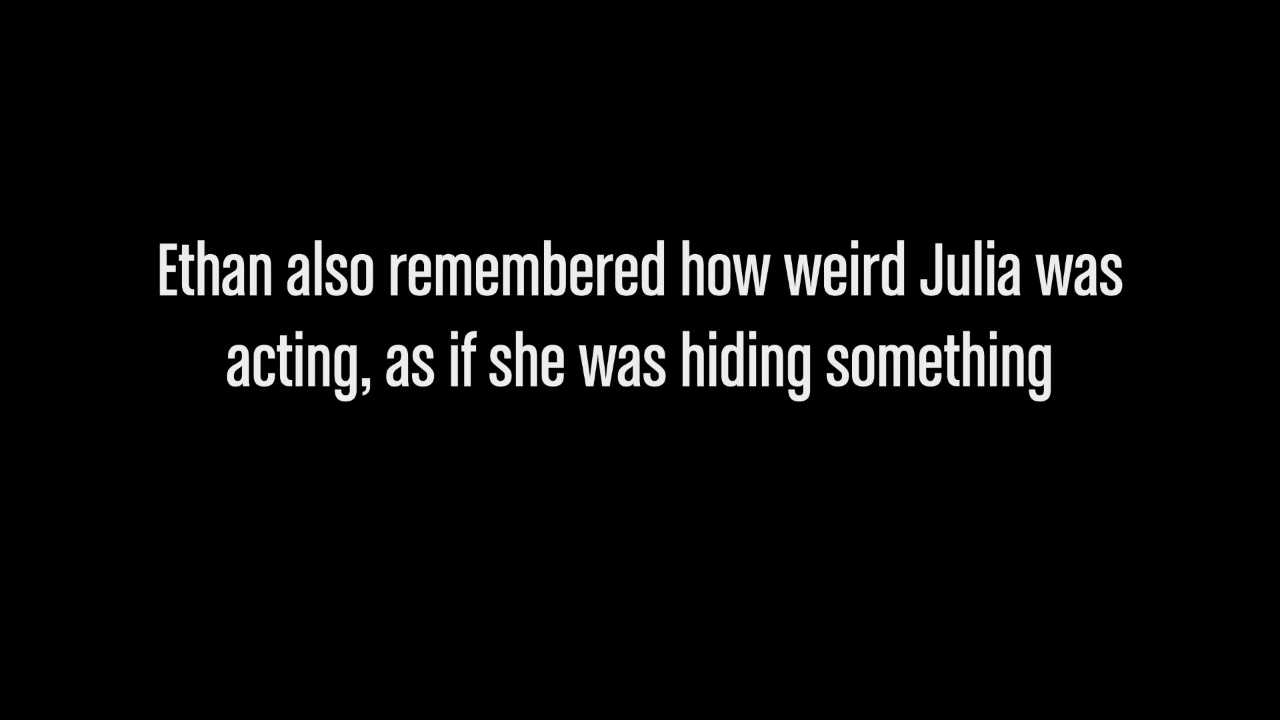 Ethan also remembered how weird Julia was
acting, as if she was hiding something